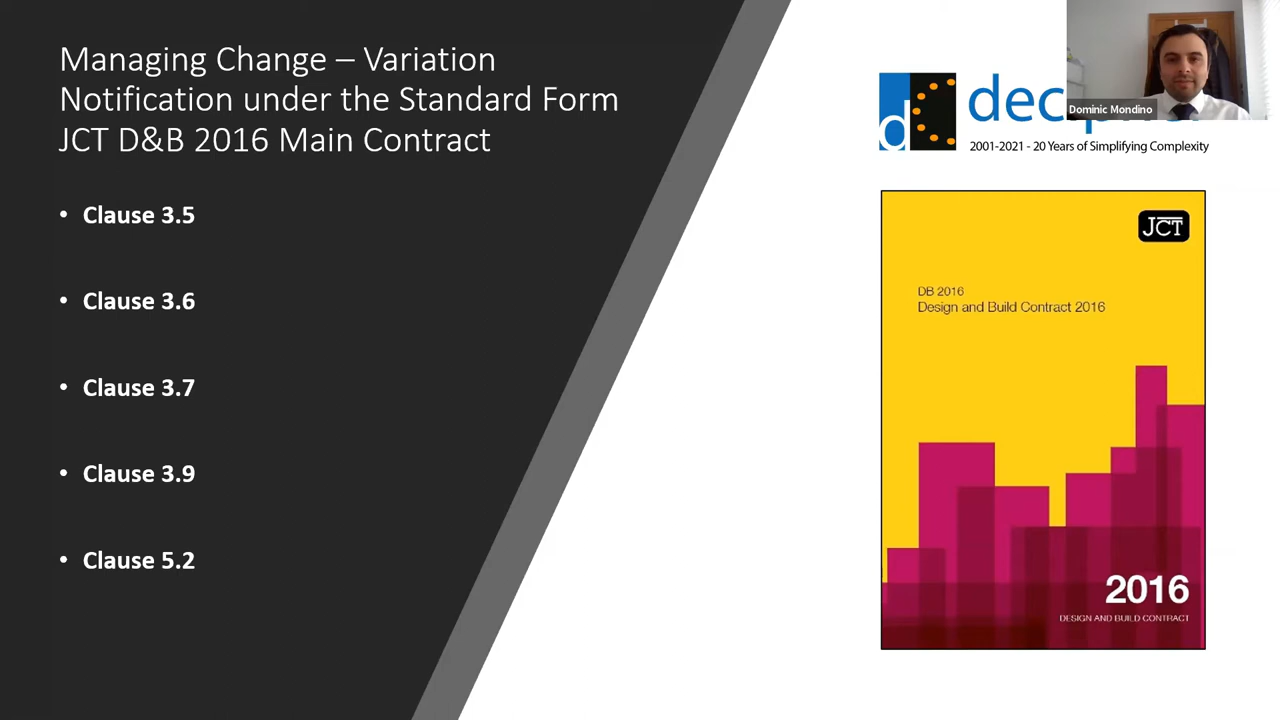 Managing Change – Variation
Notification under the Standard Form
JCT D&B 2016 Main Contract
• Clause 3.5
• Clause 3.6
• Clause 3.7
• Clause 3.9
• Clause 5.2
d
dec
2001-2021 - 20 Years of Simplifying Complexity
Dominic Mondino
JCT
DB 2016
Design and Build Contract 2016
2016
DESIGN AND BUILD CONTRACT